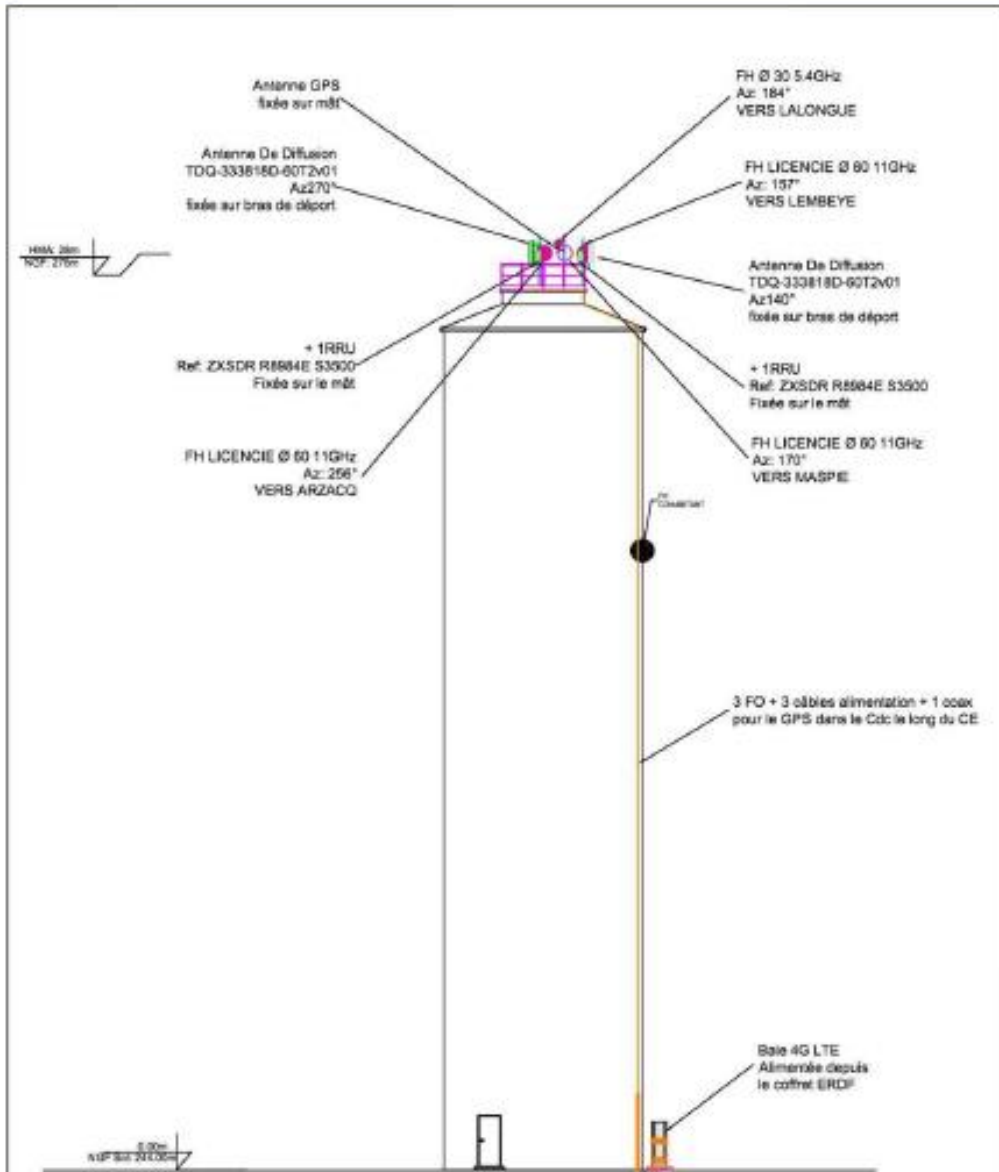 Antenne GPS
fixée sur mât
FH Ø 30 5.4GHz
Az: 184°
VERS LALONGUE
Antenne De Diffusion
TDQ-333818D-60T2v01
Az270°
fixée sur bras de déport
FH LICENCIE Ø 60 11GHz
Az: 157°
VERS LEMBEYE
Antenne De Diffusion
TDQ-333818D-60T2v01
Az140°
fixée sur bras de déport
+ 1RRU
Ref: ZXSDR R8984E S3500
Fixée sur le mât
+ 1RRU
Ref: ZXSDR R8984E S3500
Fixée sur le mât
FH LICENCIE Ø 60 11GHz
Az: 256°
VERS ARZACQ
FH LICENCIE Ø 60 11GHz
Az: 170°
VERS MASPIE
3 FO + 3 câbles alimentation + 1 coax
pour le GPS dans le Cdc le long du CE
Baie 4G LTE
Alimentée depuis
le coffret ERDF
0.00m